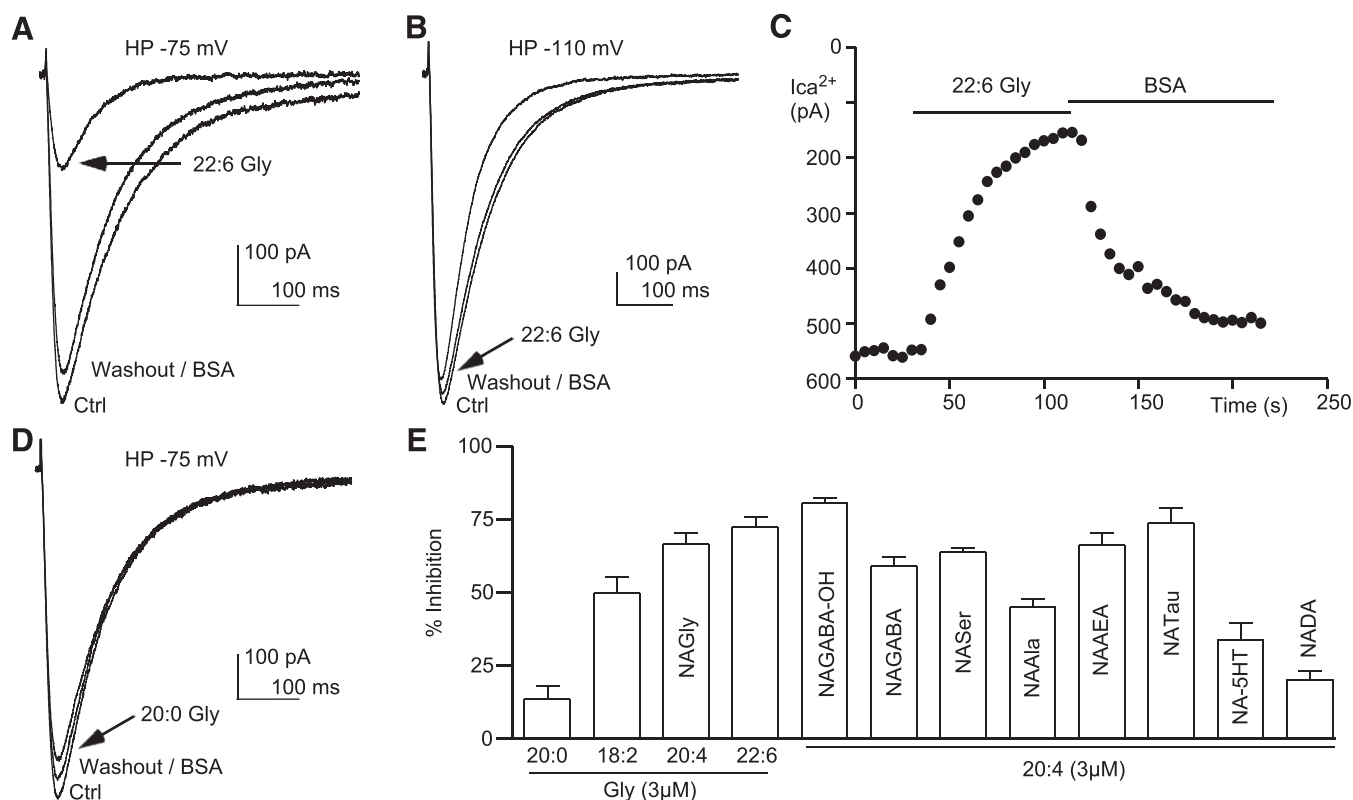 A
HP -75 mV
22:6 Gly
100 pA
100 ms
Washout / BSA
Ctrl
B
HP -110 mV
100 pA
100 ms
22:6 Gly
Washout / BSA
Ctrl
C
Ica²⁺
(pA)
22:6 Gly
BSA
0
200
300
400
500
600
0
50
100
150
Time (s)
250
D
HP -75 mV
100 pA
100 ms
20:0 Gly
Washout / BSA
Ctrl
E
% Inhibition
100
75
50
25
0
NAGly
NAGABA-OH
NAGABA
NASer
NAAla
NAAEA
NATau
NA-5HT
NADA
20:0
18:2
20:4
22:6
Gly (3µM)
20:4 (3µM)